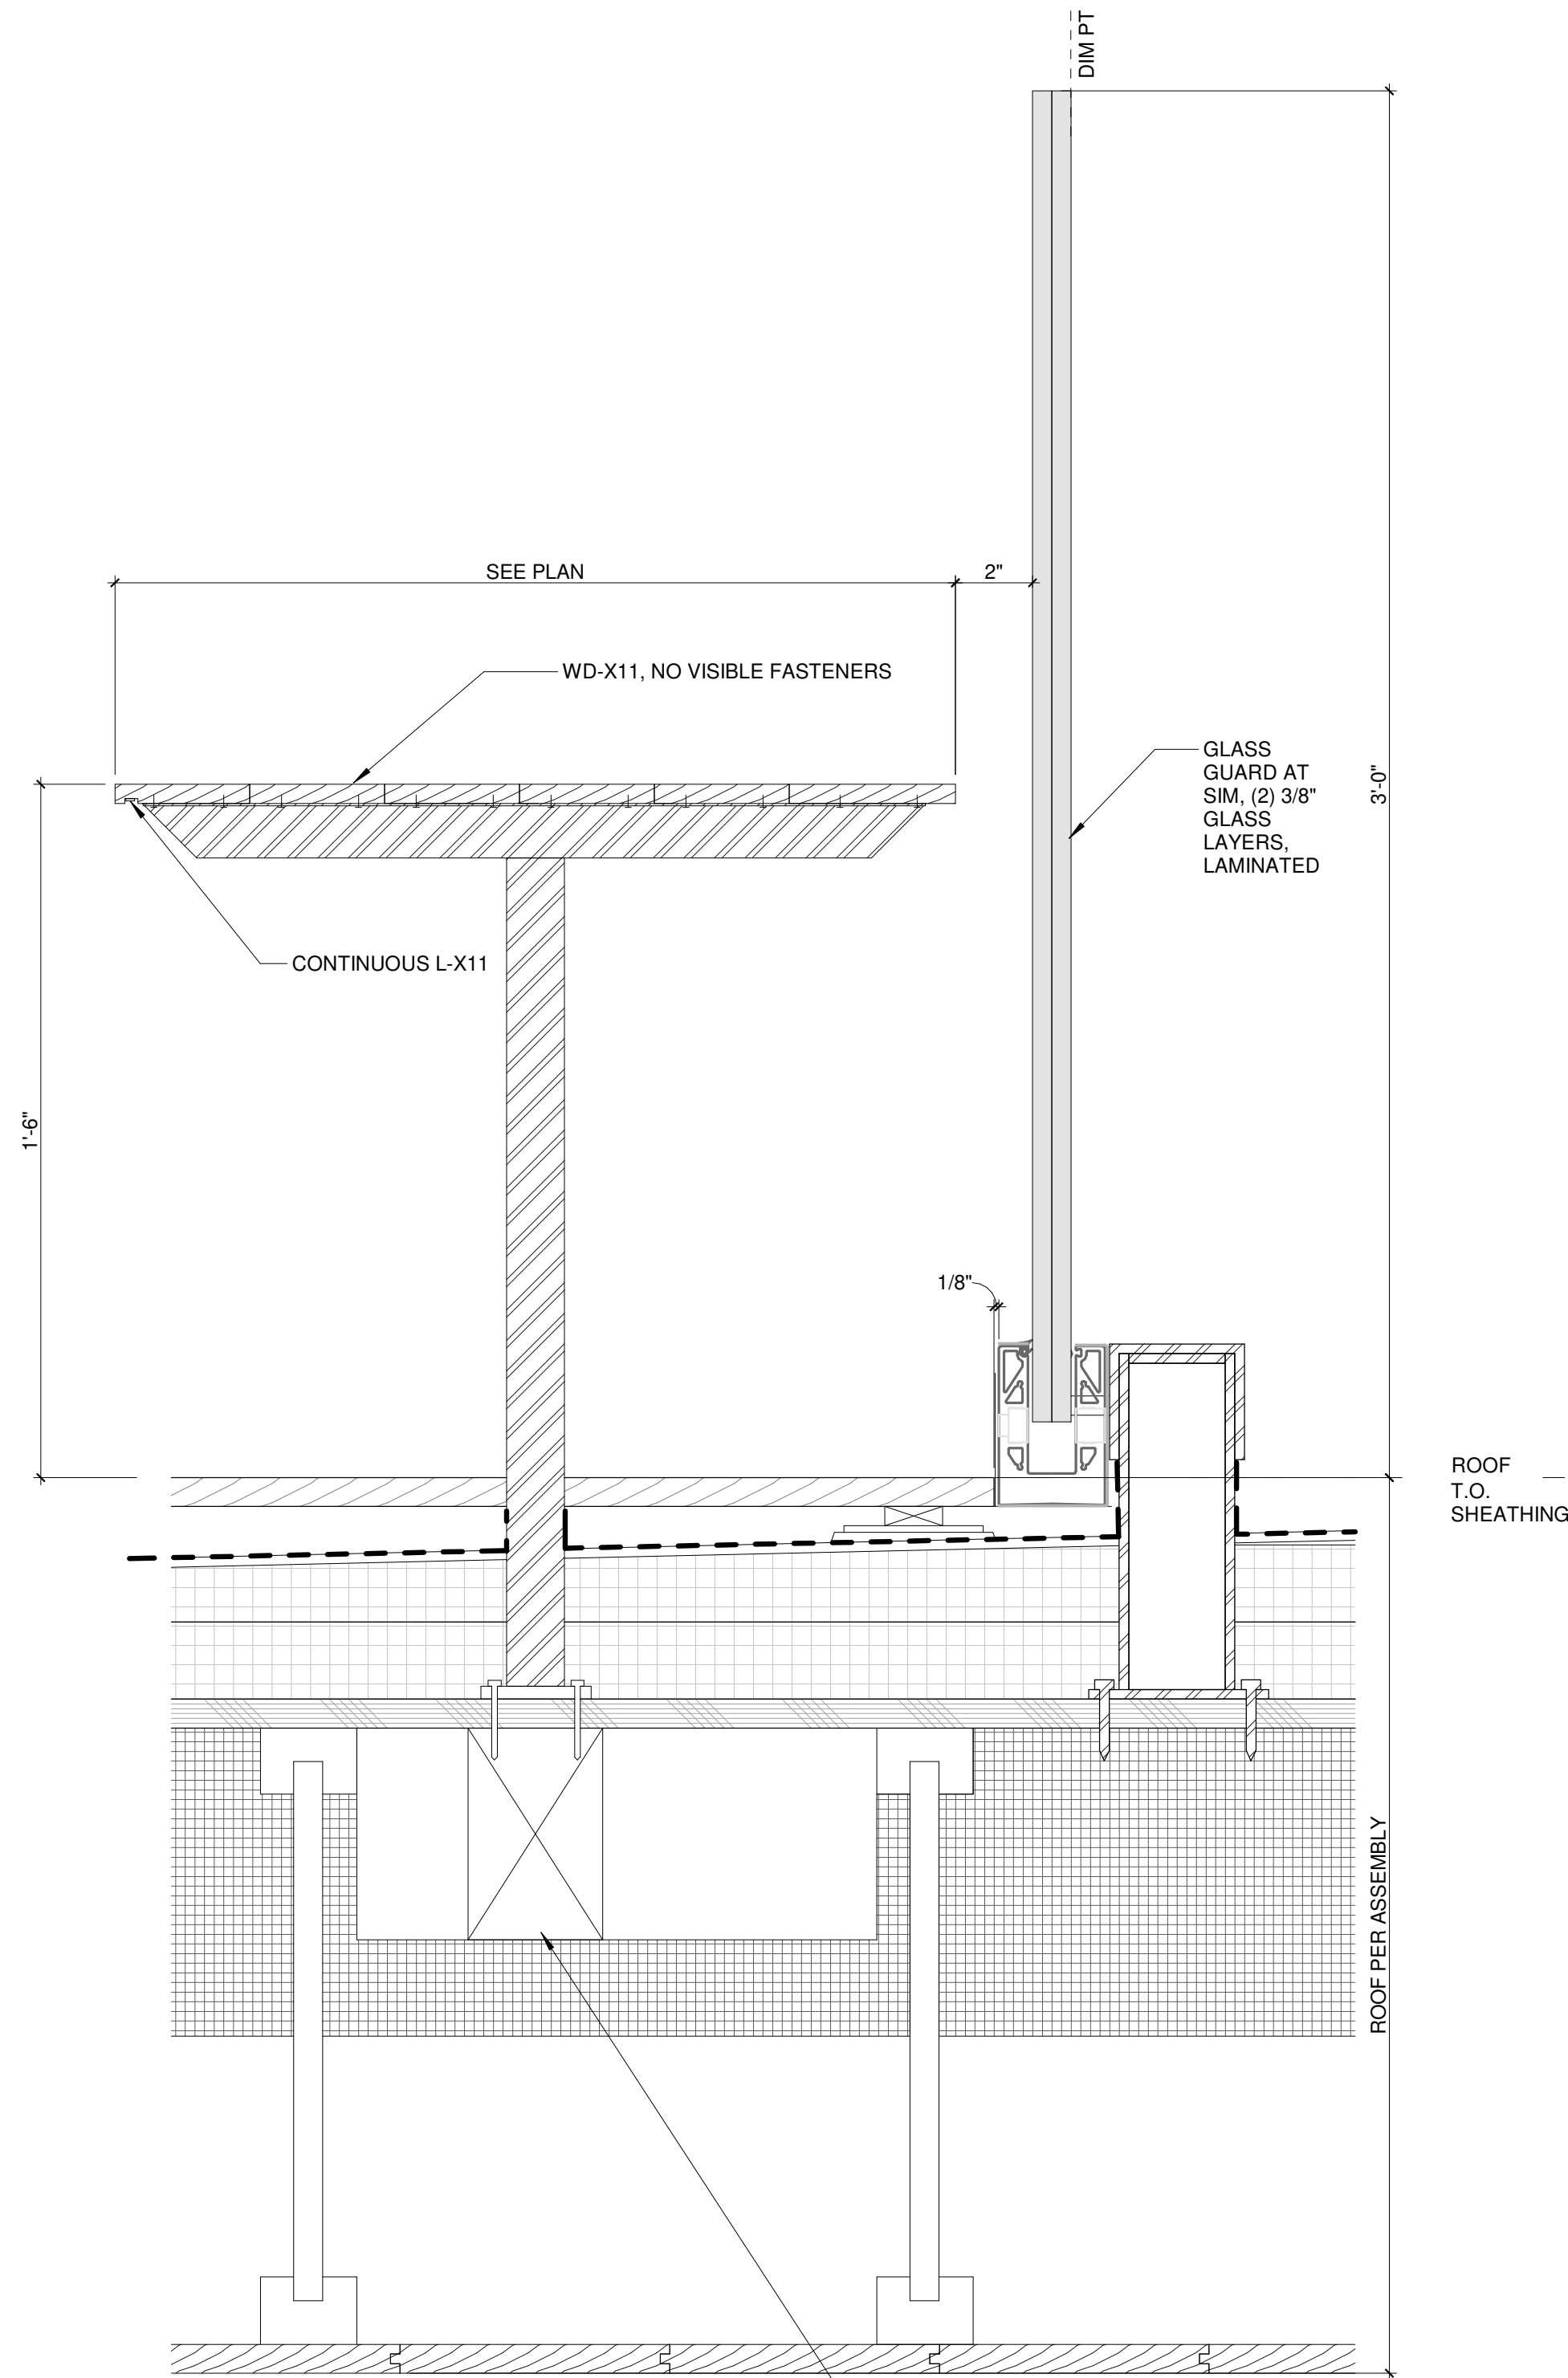 DIM PT
SEE PLAN
2"
WD-X11, NO VISIBLE FASTENERS
GLASS
GUARD AT
SIM, (2) 3/8"
GLASS
LAYERS,
LAMINATED
3'-0"
CONTINUOUS L-X11
1'-6"
1/8"
ROOF
T.O.
SHEATHING
ROOF PER ASSEMBLY